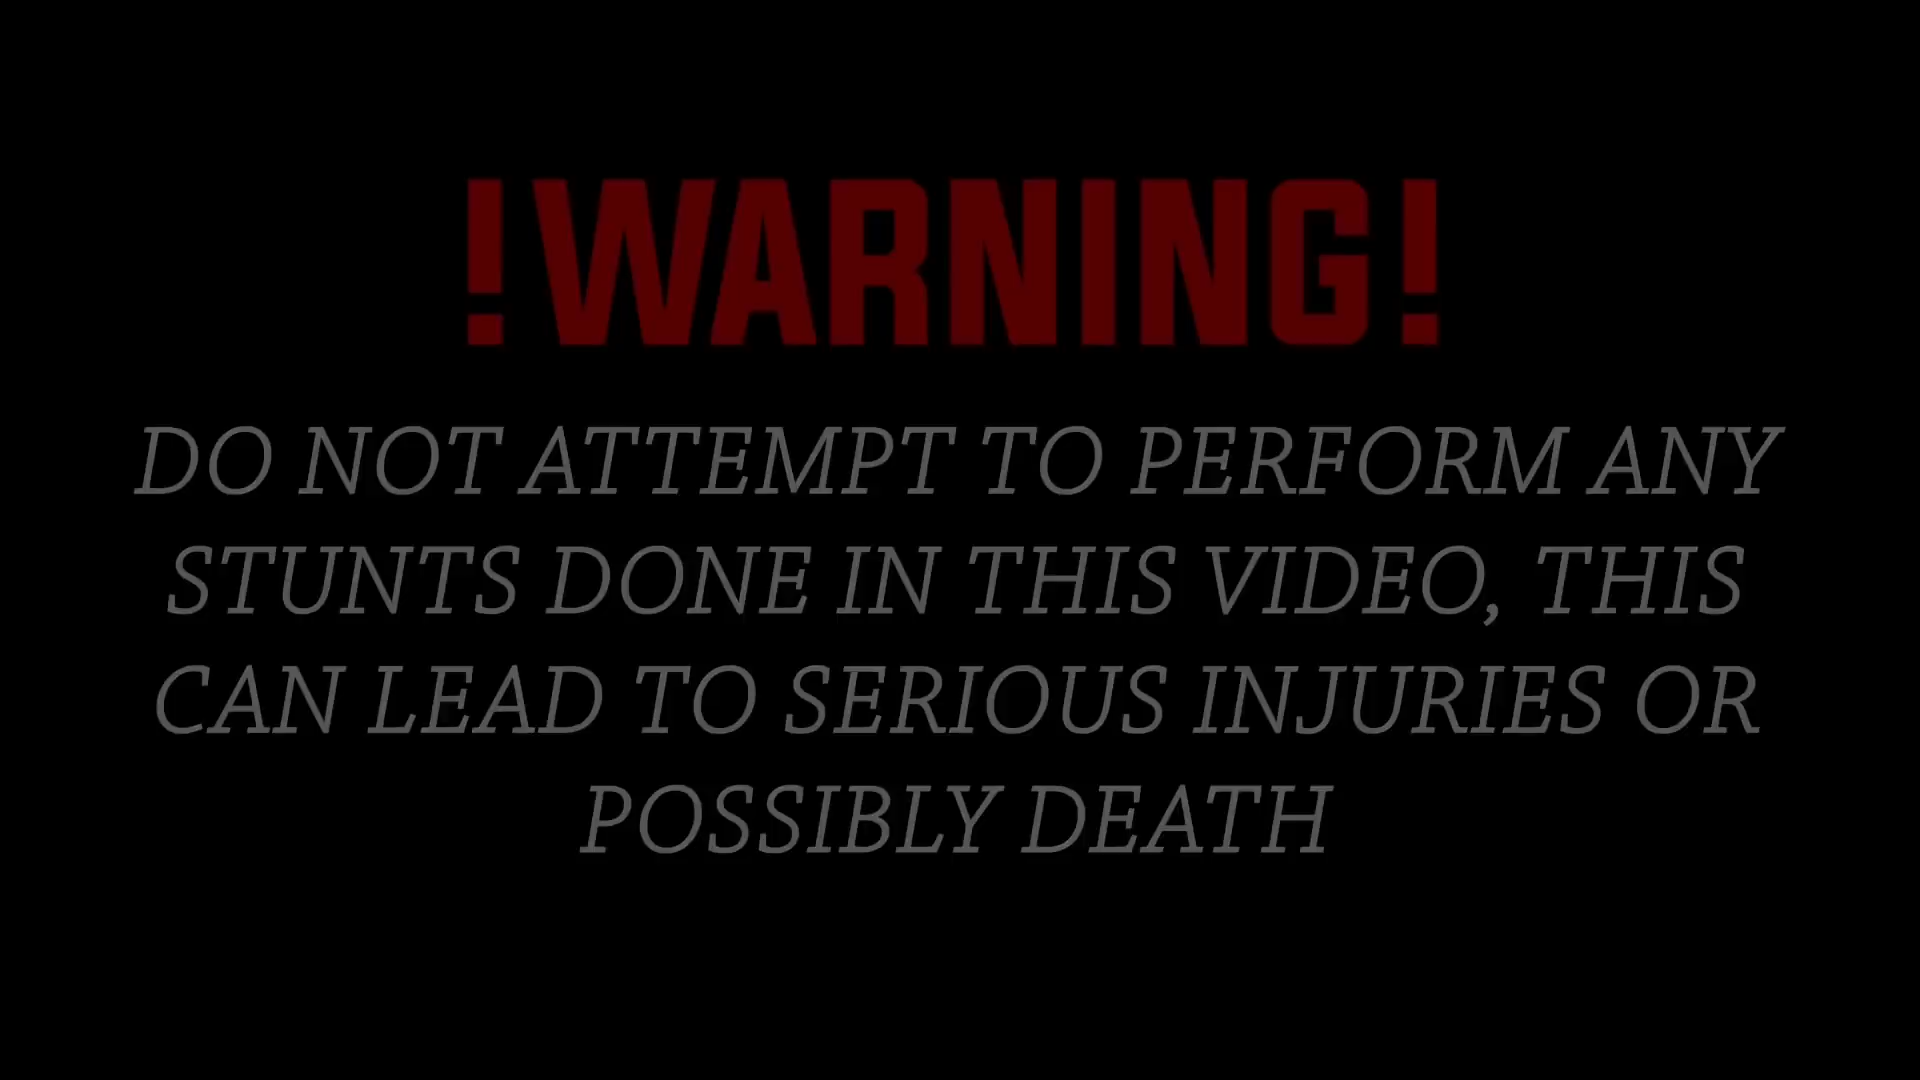 !WARNING!
DO NOT ATTEMPT TO PERFORM ANY
STUNTS DONE IN THIS VIDEO, THIS
CAN LEAD TO SERIOUS INJURIES OR
POSSIBLY DEATH